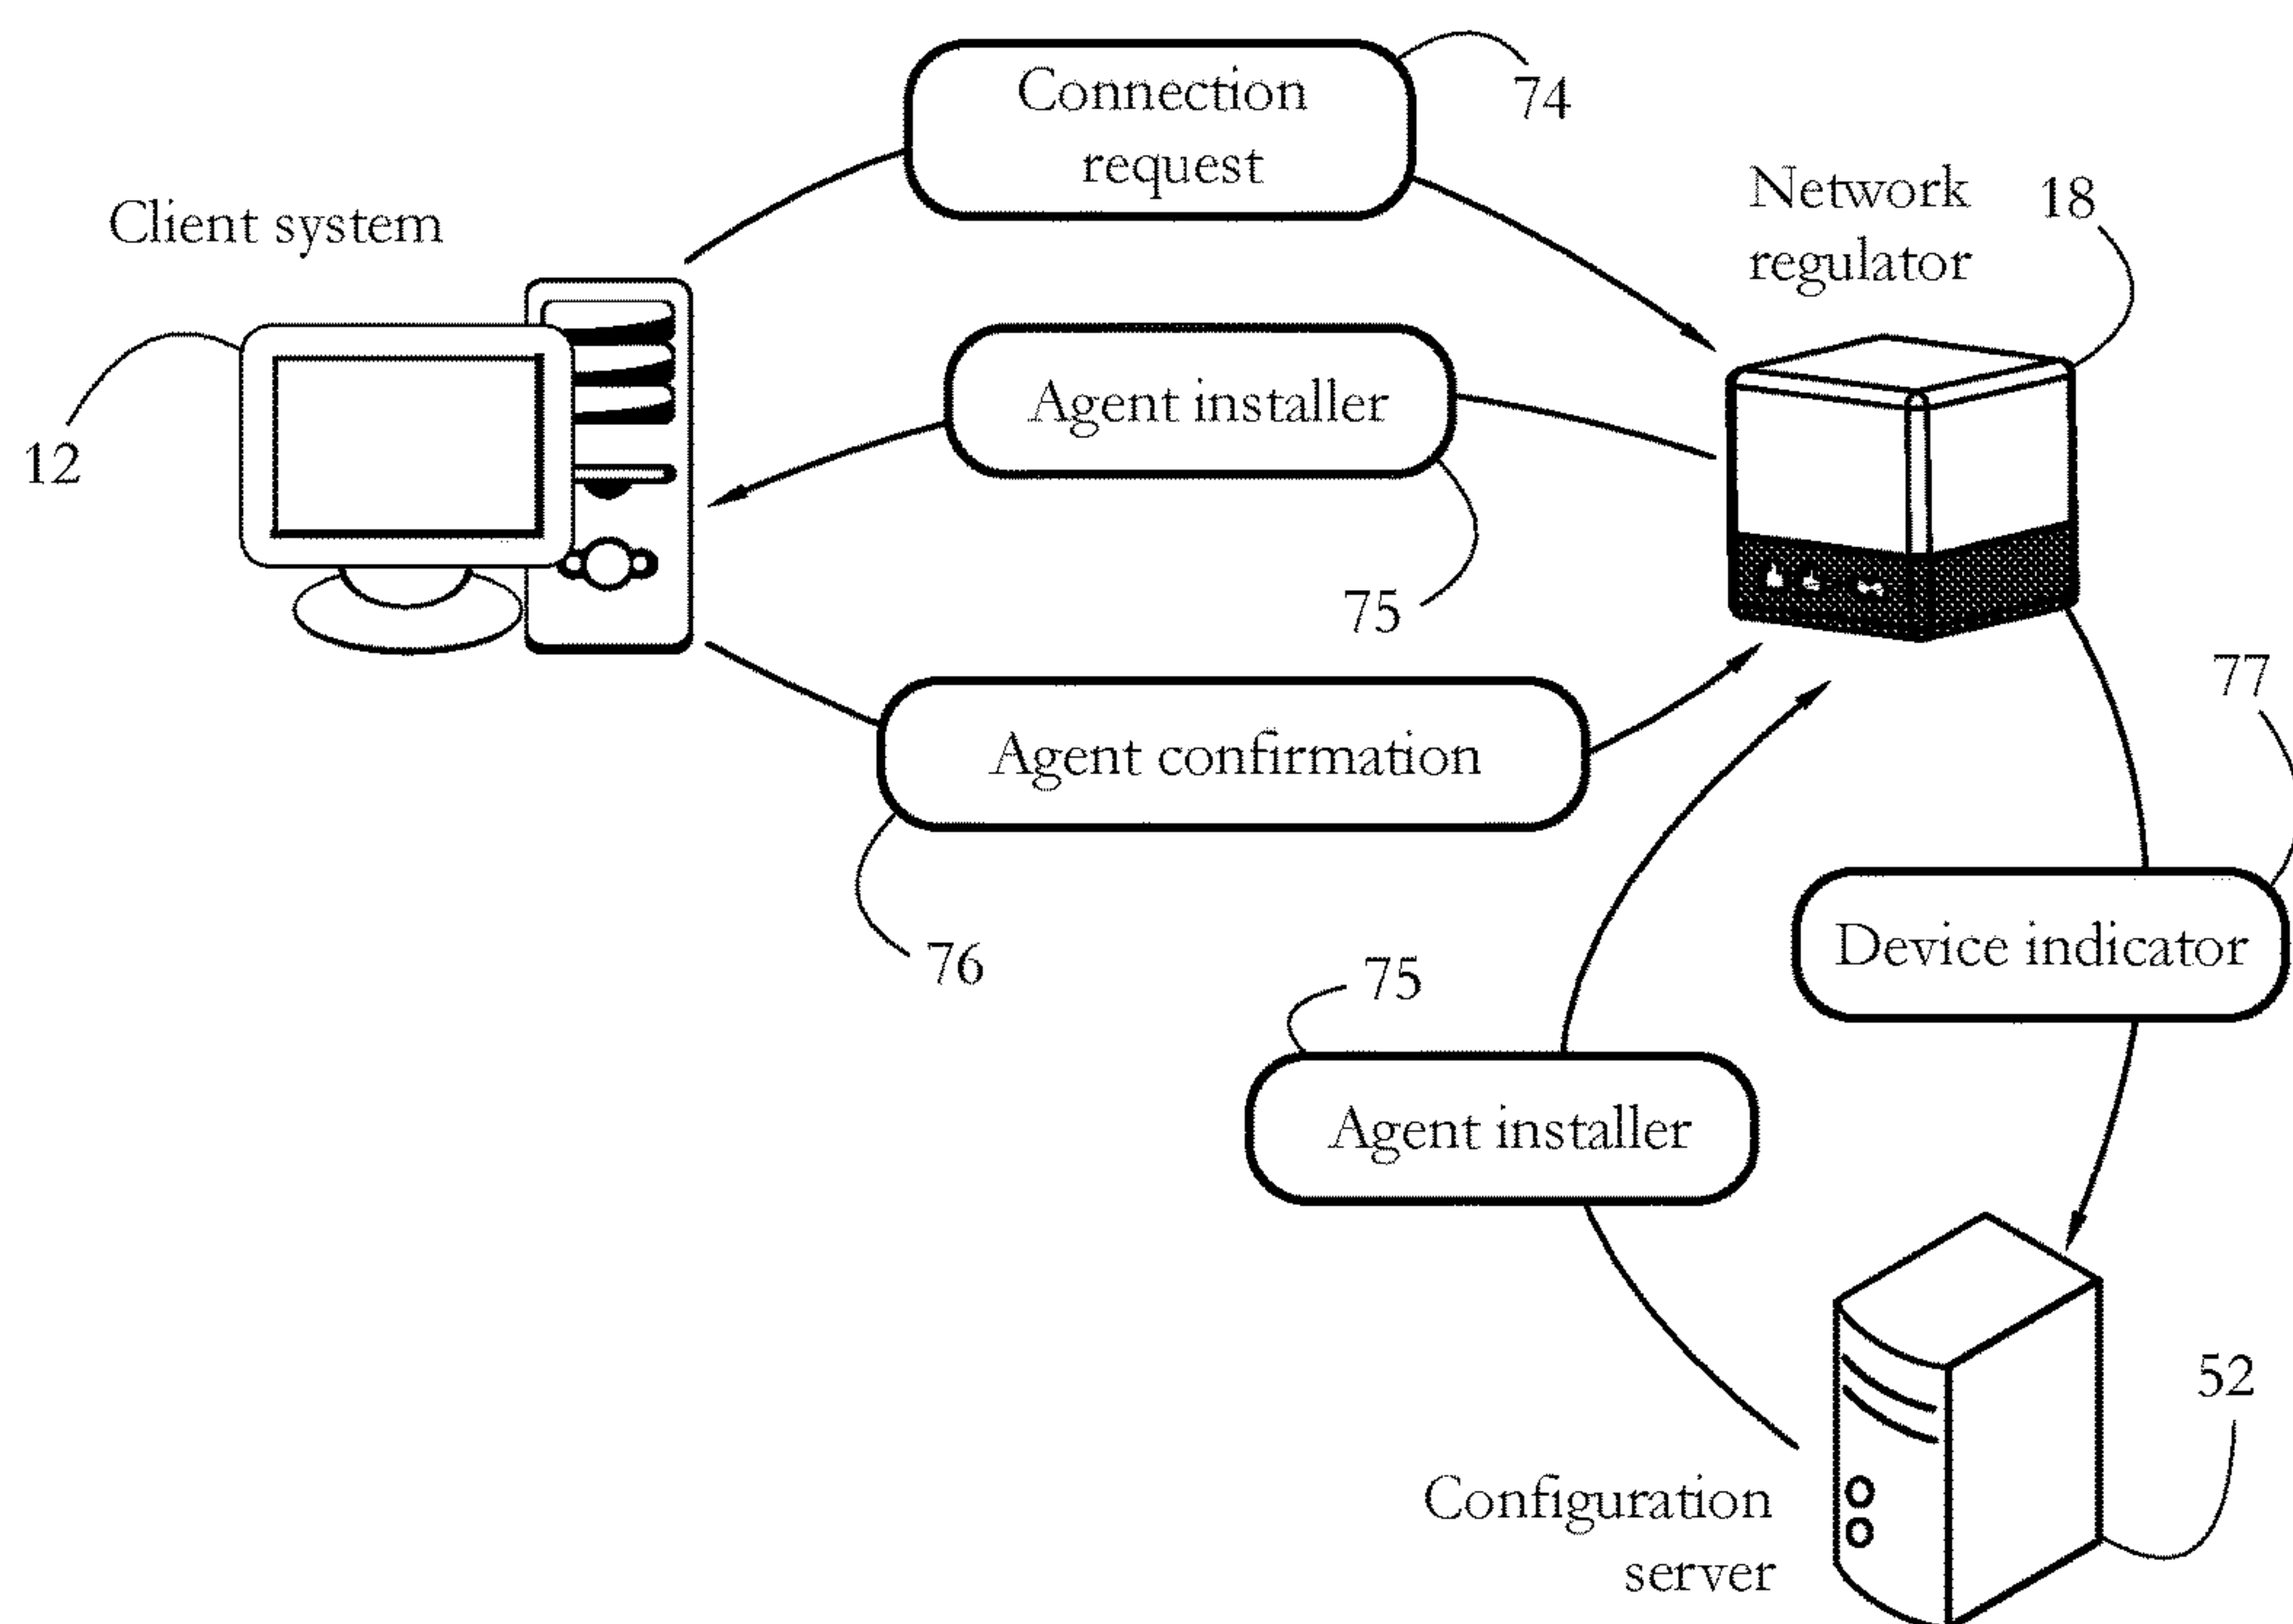 Connection
request
74
Client system
Network
regulator
18
Agent installer
12
75
Agent confirmation
77
76
Device indicator
75
Agent installer
52
Configuration
server